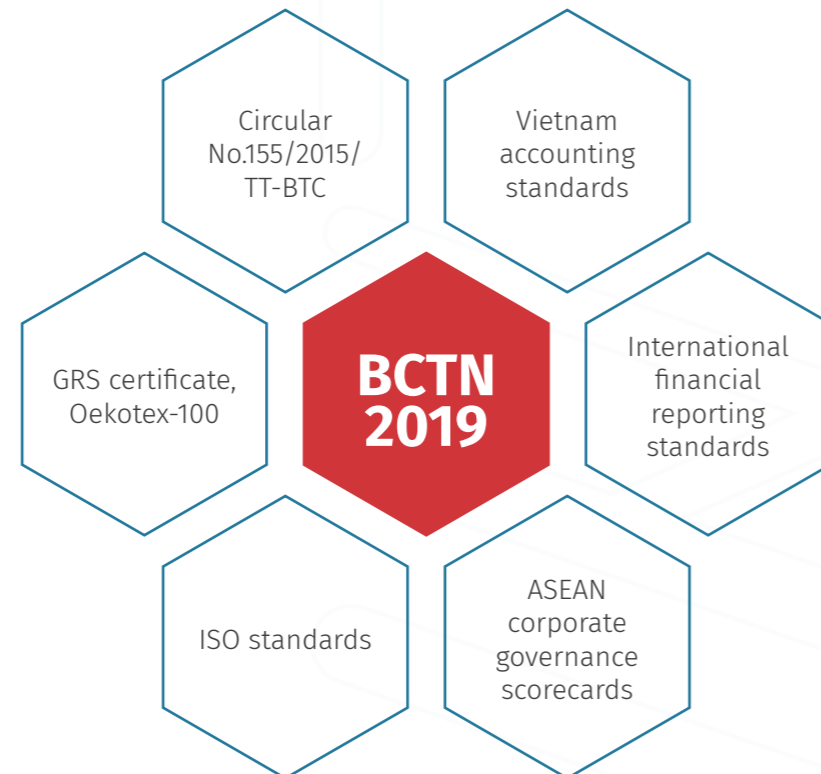 Circular
No.155/2015/
TT-BTC
Vietnam
accounting
standards
GRS certificate,
Oekotex-100
BCTN
2019
International
financial
reporting
standards
ISO standards
ASEAN
corporate
governance
scorecards